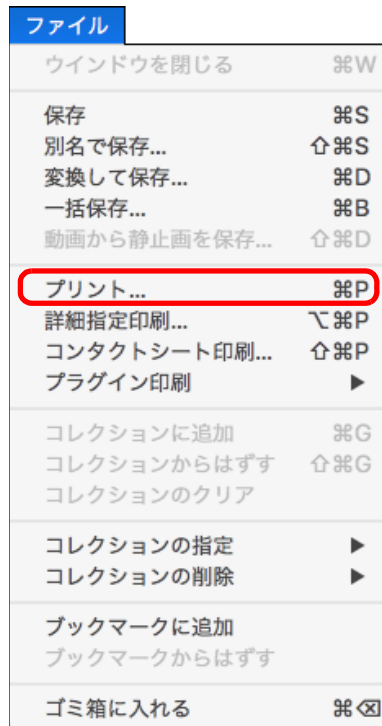 ファイル
ウインドウを閉じる ⌘W
保存 ⌘S
別名で保存... ⇧⌘S
変換して保存... ⌘D
一括保存... ⌘B
動画から静止画を保存... ⇧⌘D
プリント... ⌘P
詳細指定印刷... ⌥⌘P
コンタクトシート印刷... ⇧⌘P
プラグイン印刷 ▶
コレクションに追加 ⌘G
コレクションからはずす ⇧⌘G
コレクションのクリア
コレクションの指定 ▶
コレクションの削除 ▶
ブックマークに追加
ブックマークからはずす
ゴミ箱に入れる ⌘⌫